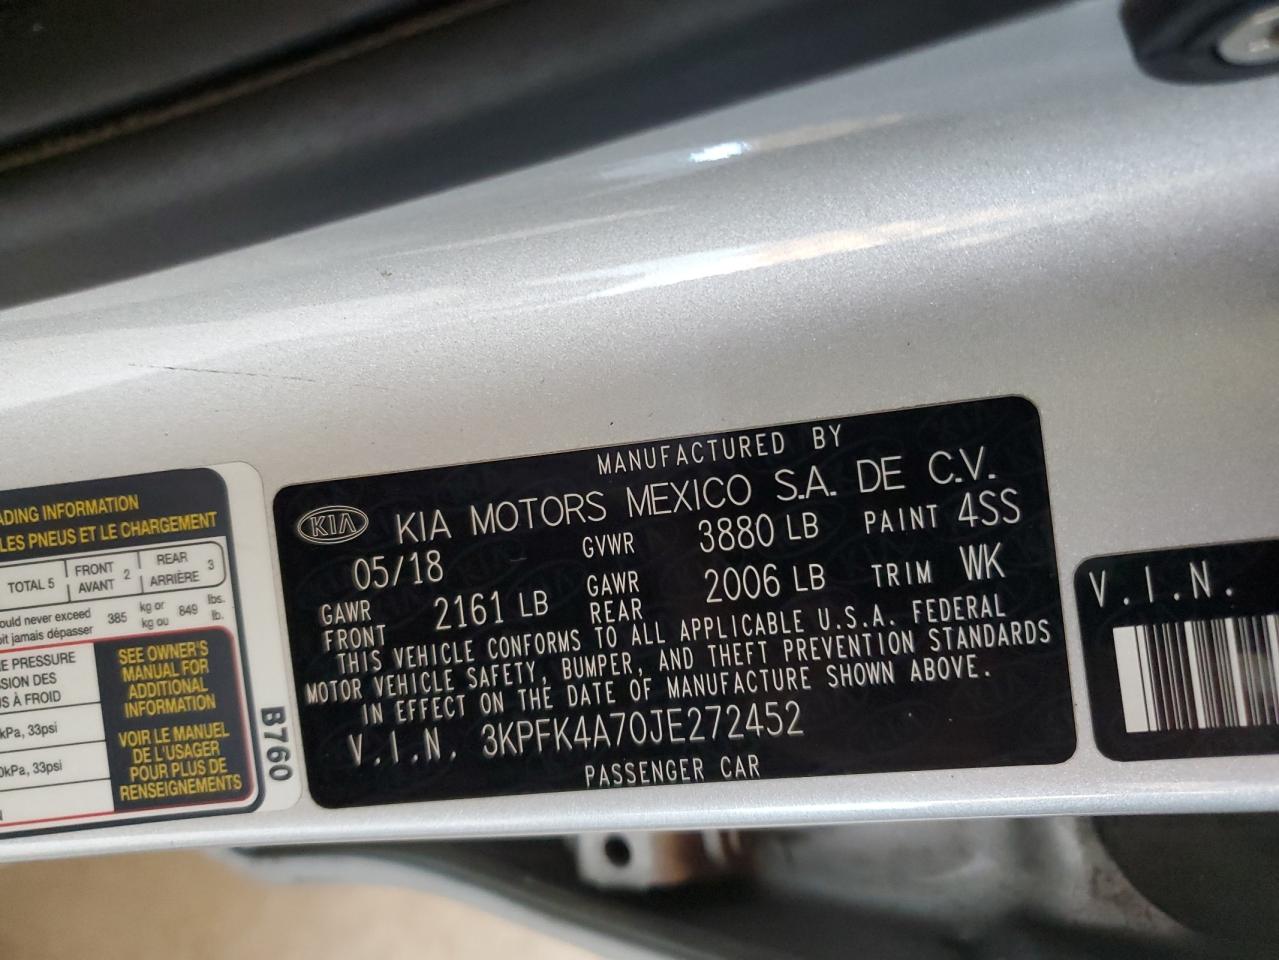 MANUFACTURED BY
KIA KIA MOTORS MEXICO S.A. DE C.V.
05/18 GVWR 3880 LB PAINT 4SS
GAWR FRONT 2161 LB GAWR REAR 2006 LB TRIM WK
THIS VEHICLE CONFORMS TO ALL APPLICABLE U.S.A. FEDERAL
MOTOR VEHICLE SAFETY, BUMPER, AND THEFT PREVENTION STANDARDS
IN EFFECT ON THE DATE OF MANUFACTURE SHOWN ABOVE.
V.I.N. 3KPFK4A70JE272452
PASSENGER CAR
ADING INFORMATION
LES PNEUS ET LE CHARGEMENT
TOTAL 5 FRONT AVANT 2 REAR ARRIÈRE 3
ould never exceed 385 kg or 849 lbs.
oit jamais dépasser kg ou lb.
E PRESSURE
SION DES
S À FROID
kPa, 33psi
0kPa, 33psi
N
SEE OWNER'S
MANUAL FOR
ADDITIONAL
INFORMATION
VOIR LE MANUEL
DE L'USAGER
POUR PLUS DE
RENSEIGNEMENTS
B760
V.I.N.